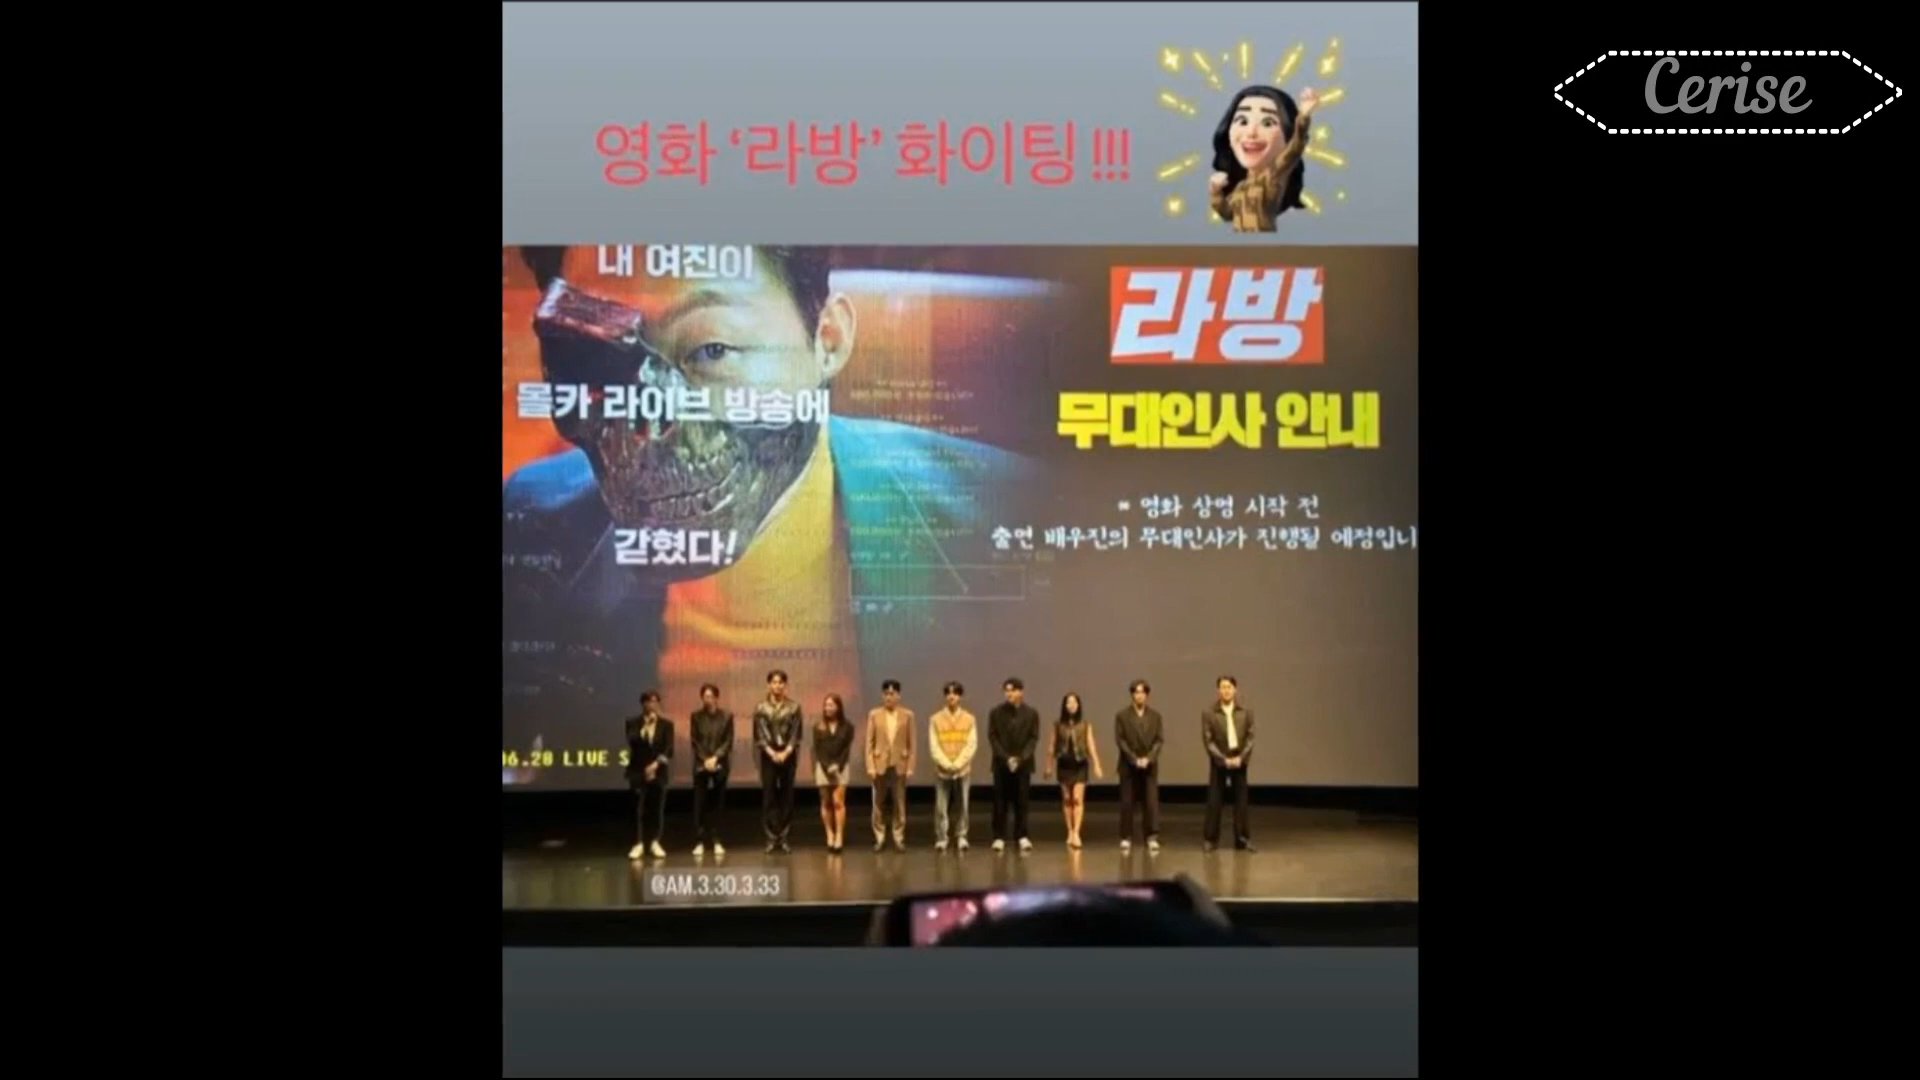 Cerise
영화 ‘라방’ 화이팅!!!
내 여친이
몰카 라이브 방송에
갇혔다!
라방
무대인사 안내
영화 상영 시작 전
출연 배우진의 무대인사가 진행될 예정입니
06.28 LIVE S
@AM.3.30.3.33